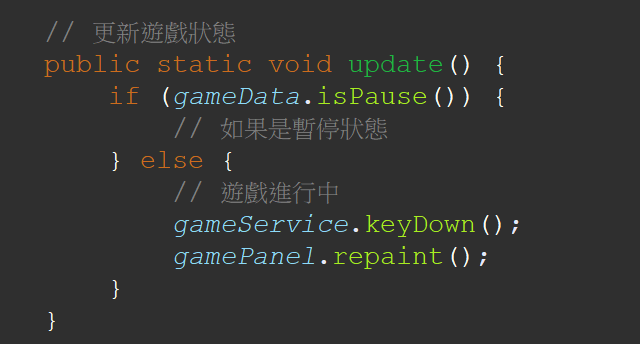 // 更新遊戲狀態
public static void update() {
if (gameData.isPause()) {
// 如果是暫停狀態
} else {
// 遊戲進行中
gameService.keyDown();
gamePanel.repaint();
}
}